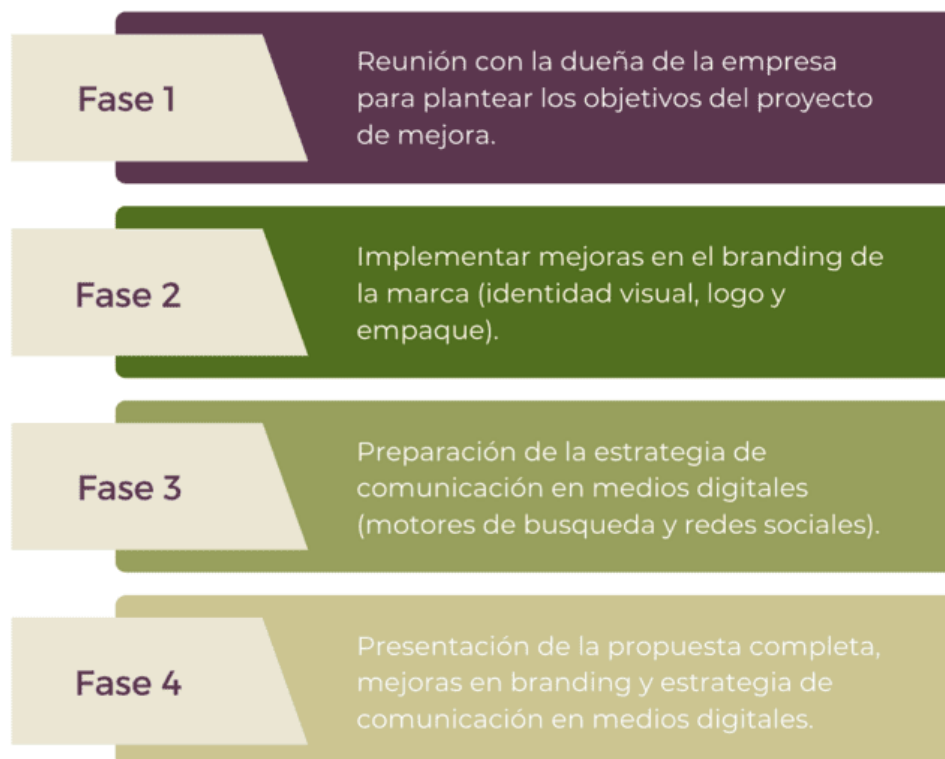 Fase 1
Reunión con la dueña de la empresa
para plantear los objetivos del proyecto
de mejora.
Fase 2
Implementar mejoras en el branding de
la marca (identidad visual, logo y
empaque).
Fase 3
Preparación de la estrategia de
comunicación en medios digitales
(motores de busqueda y redes sociales).
Fase 4
Presentación de la propuesta completa,
mejoras en branding y estrategia de
comunicación en medios digitales.